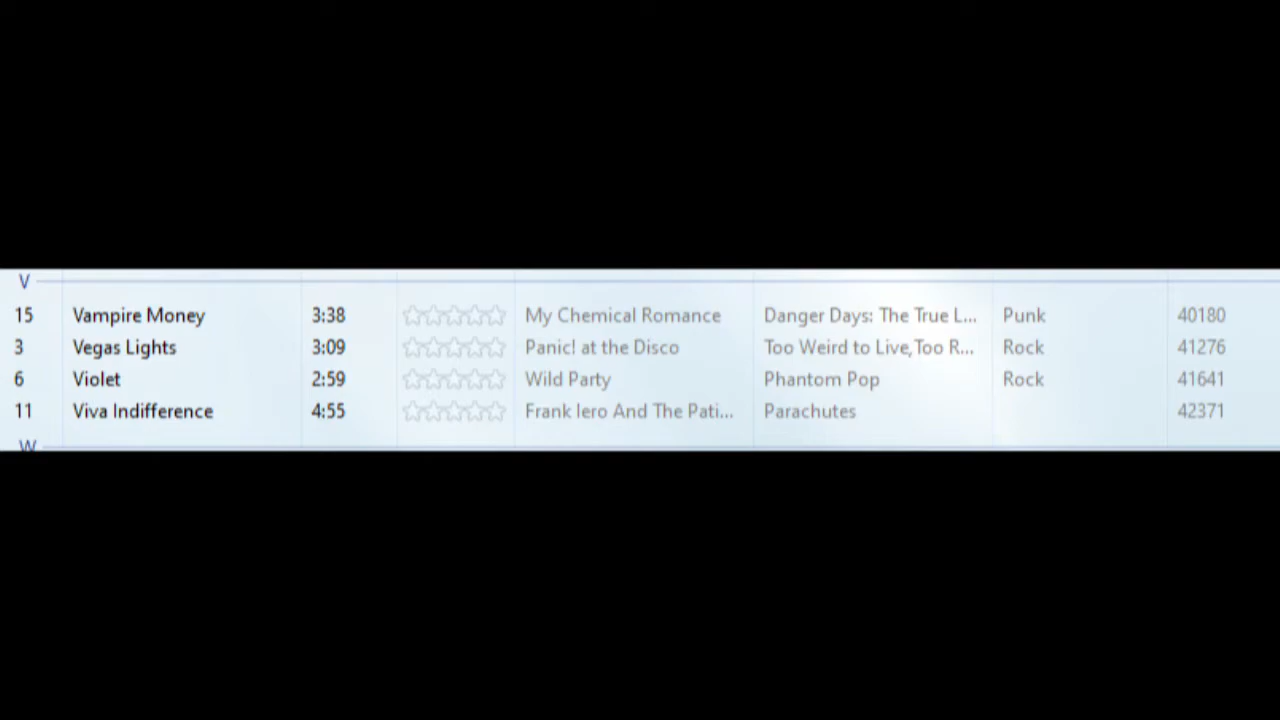 V
15 Vampire Money 3:38 My Chemical Romance Danger Days: The True L... Punk 40180
3 Vegas Lights 3:09 Panic! at the Disco Too Weird to Live,Too R... Rock 41276
6 Violet 2:59 Wild Party Phantom Pop Rock 41641
11 Viva Indifference 4:55 Frank Iero And The Pati... Parachutes 42371
W